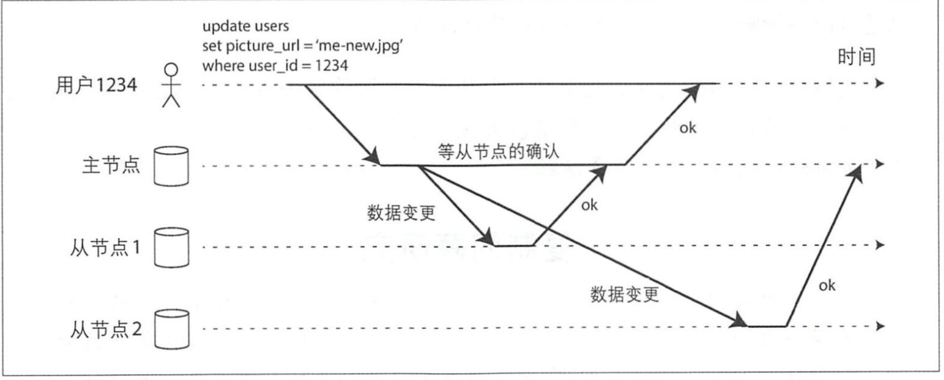 update users
set picture_url = ‘me-new.jpg’
where user_id = 1234
时间
用户1234
ok
主节点
等从节点的确认
数据变更
ok
从节点1
数据变更
ok
从节点2